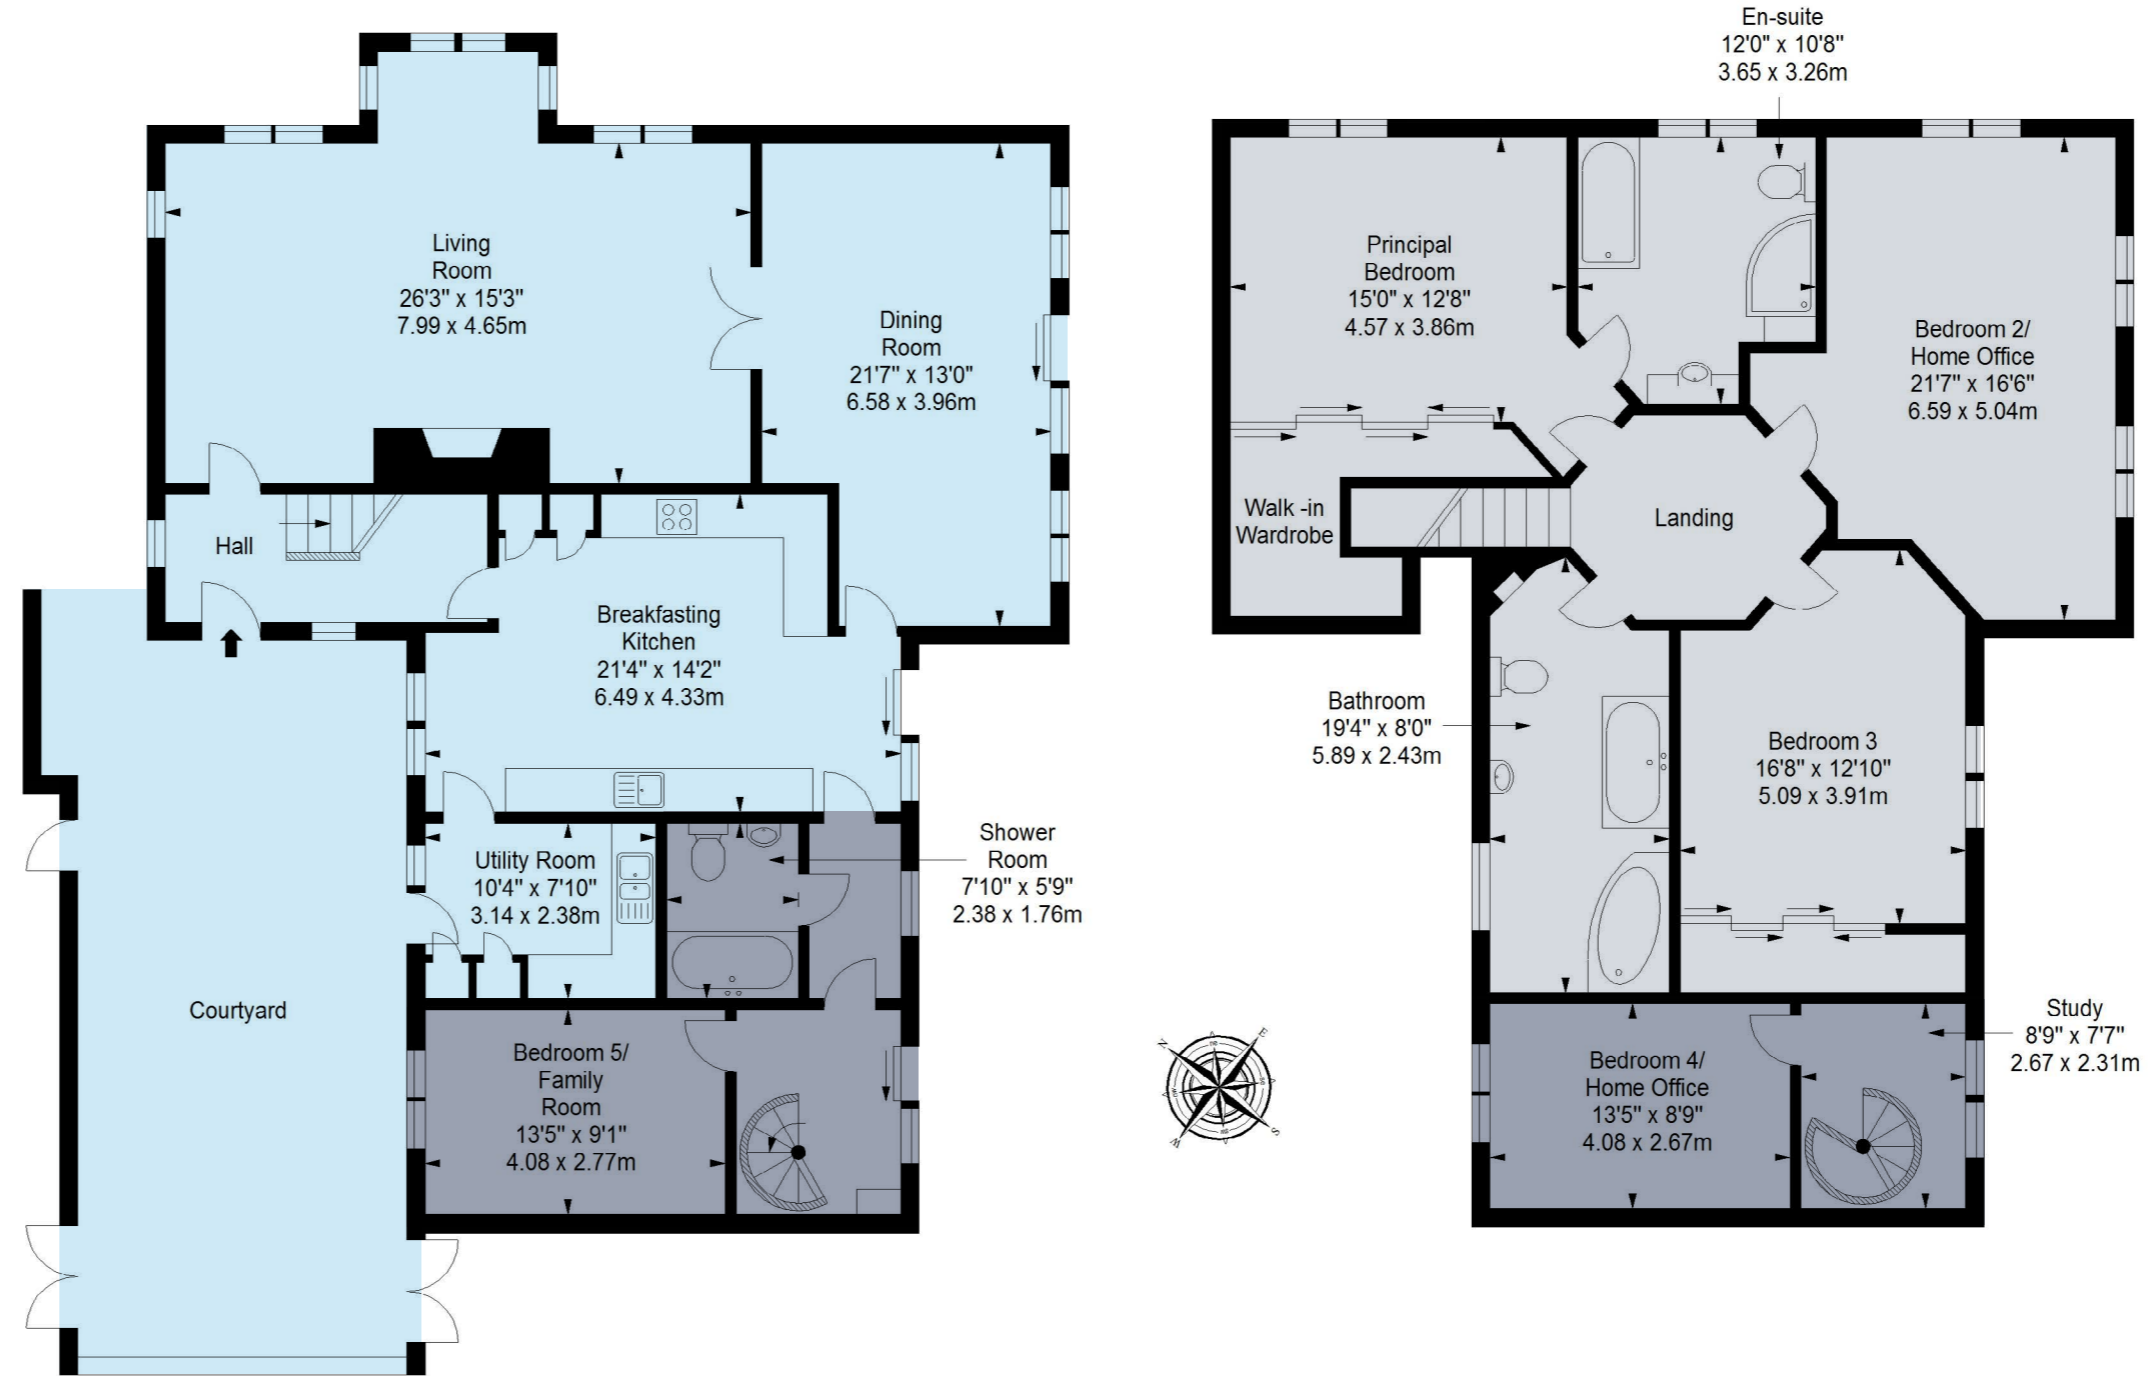 Living
Room
26'3" x 15'3"
7.99 x 4.65m
Dining
Room
21'7" x 13'0"
6.58 x 3.96m
Hall
Breakfasting
Kitchen
21'4" x 14'2"
6.49 x 4.33m
Utility Room
10'4" x 7'10"
3.14 x 2.38m
Shower
Room
7'10" x 5'9"
2.38 x 1.76m
Courtyard
Bedroom 5/
Family
Room
13'5" x 9'1"
4.08 x 2.77m
En-suite
12'0" x 10'8"
3.65 x 3.26m
Principal
Bedroom
15'0" x 12'8"
4.57 x 3.86m
Bedroom 2/
Home Office
21'7" x 16'6"
6.59 x 5.04m
Walk -in
Wardrobe
Landing
Bathroom
19'4" x 8'0"
5.89 x 2.43m
Bedroom 3
16'8" x 12'10"
5.09 x 3.91m
Study
8'9" x 7'7"
2.67 x 2.31m
Bedroom 4/
Home Office
13'5" x 8'9"
4.08 x 2.67m
N
E
W
S